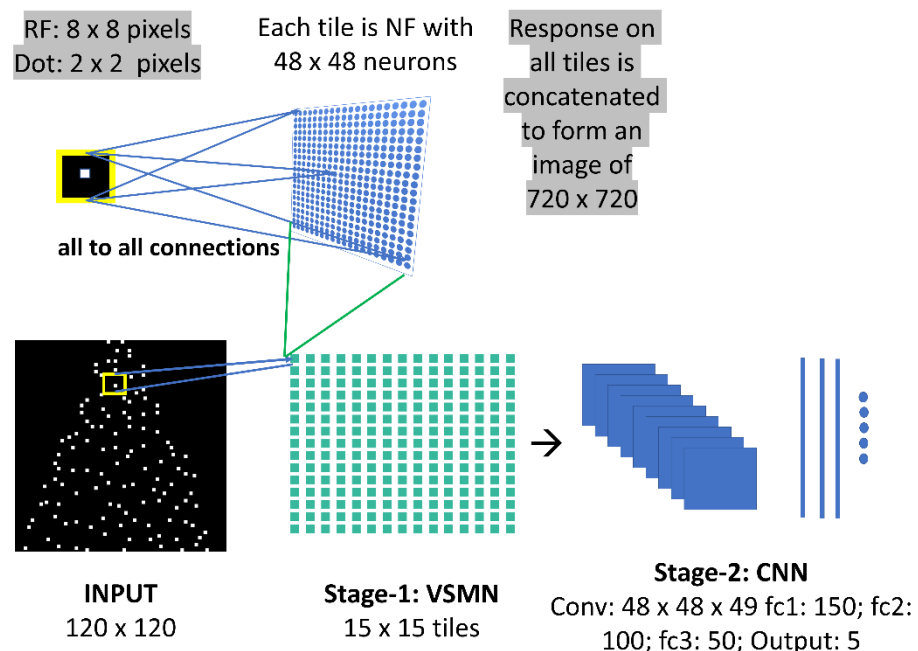 RF: 8 x 8 pixels
Dot: 2 x 2 pixels
Each tile is NF with
48 x 48 neurons
Response on
all tiles is
concatenated
to form an
image of
720 x 720
all to all connections
INPUT
120 x 120
Stage-1: VSMN
15 x 15 tiles
→
Stage-2: CNN
Conv: 48 x 48 x 49 fc1: 150; fc2:
100; fc3: 50; Output: 5